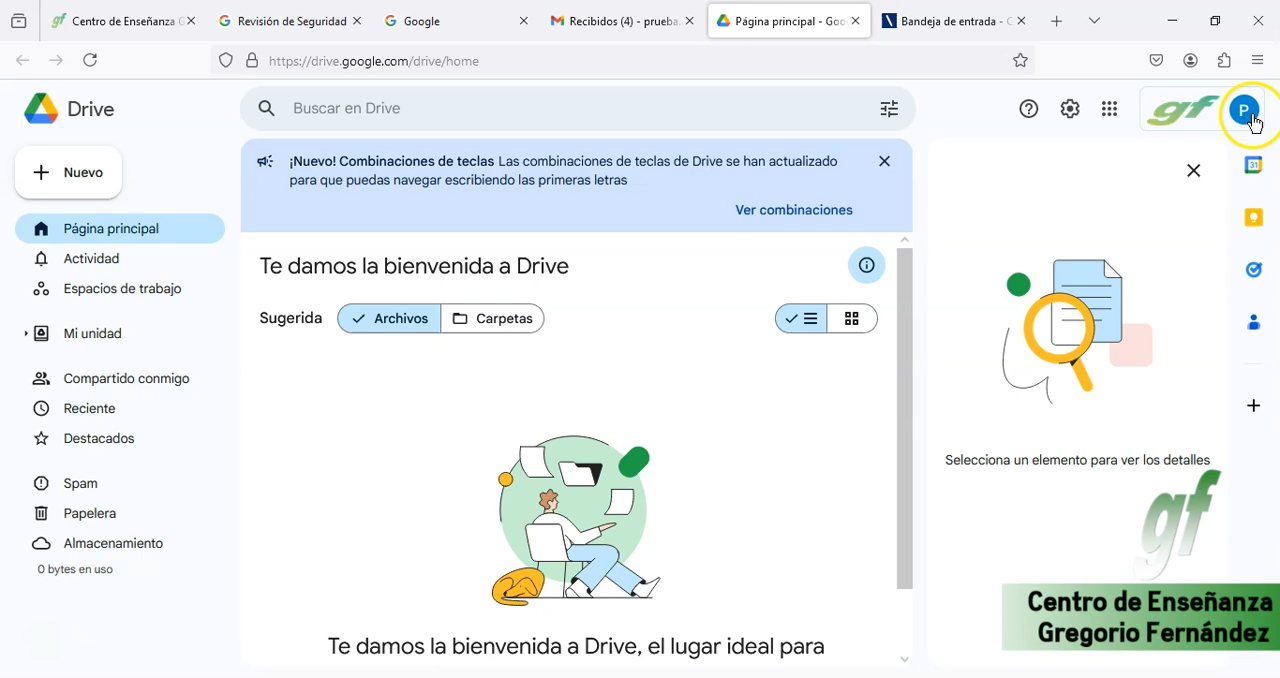 Centro de Enseñanza G
Revisión de Seguridad
Google
Recibidos (4) - prueba.
Página principal - Goo
Bandeja de entrada - C
https://drive.google.com/drive/home
Drive
Buscar en Drive
gf
P
Nuevo
¡Nuevo! Combinaciones de teclas Las combinaciones de teclas de Drive se han actualizado
para que puedas navegar escribiendo las primeras letras
Ver combinaciones
31
Página principal
Actividad
Espacios de trabajo
Mi unidad
Compartido conmigo
Reciente
Destacados
Spam
Papelera
Almacenamiento
0 bytes en uso
Te damos la bienvenida a Drive
Sugerida
Archivos
Carpetas
Te damos la bienvenida a Drive, el lugar ideal para
Selecciona un elemento para ver los detalles
gf
Centro de Enseñanza
Gregorio Fernández